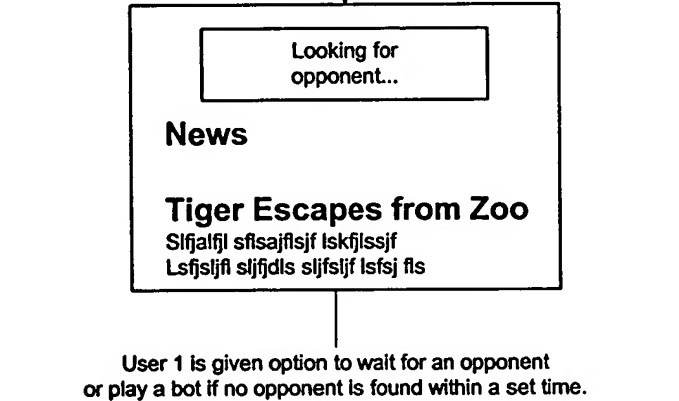 Looking for
opponent...
News
Tiger Escapes from Zoo
Slfjalfjl sflsajflsjf lskfjlssjf
Lsfjsljfl sljfjdls sljfsljf lsfsj fls
User 1 is given option to wait for an opponent
or play a bot if no opponent is found within a set time.